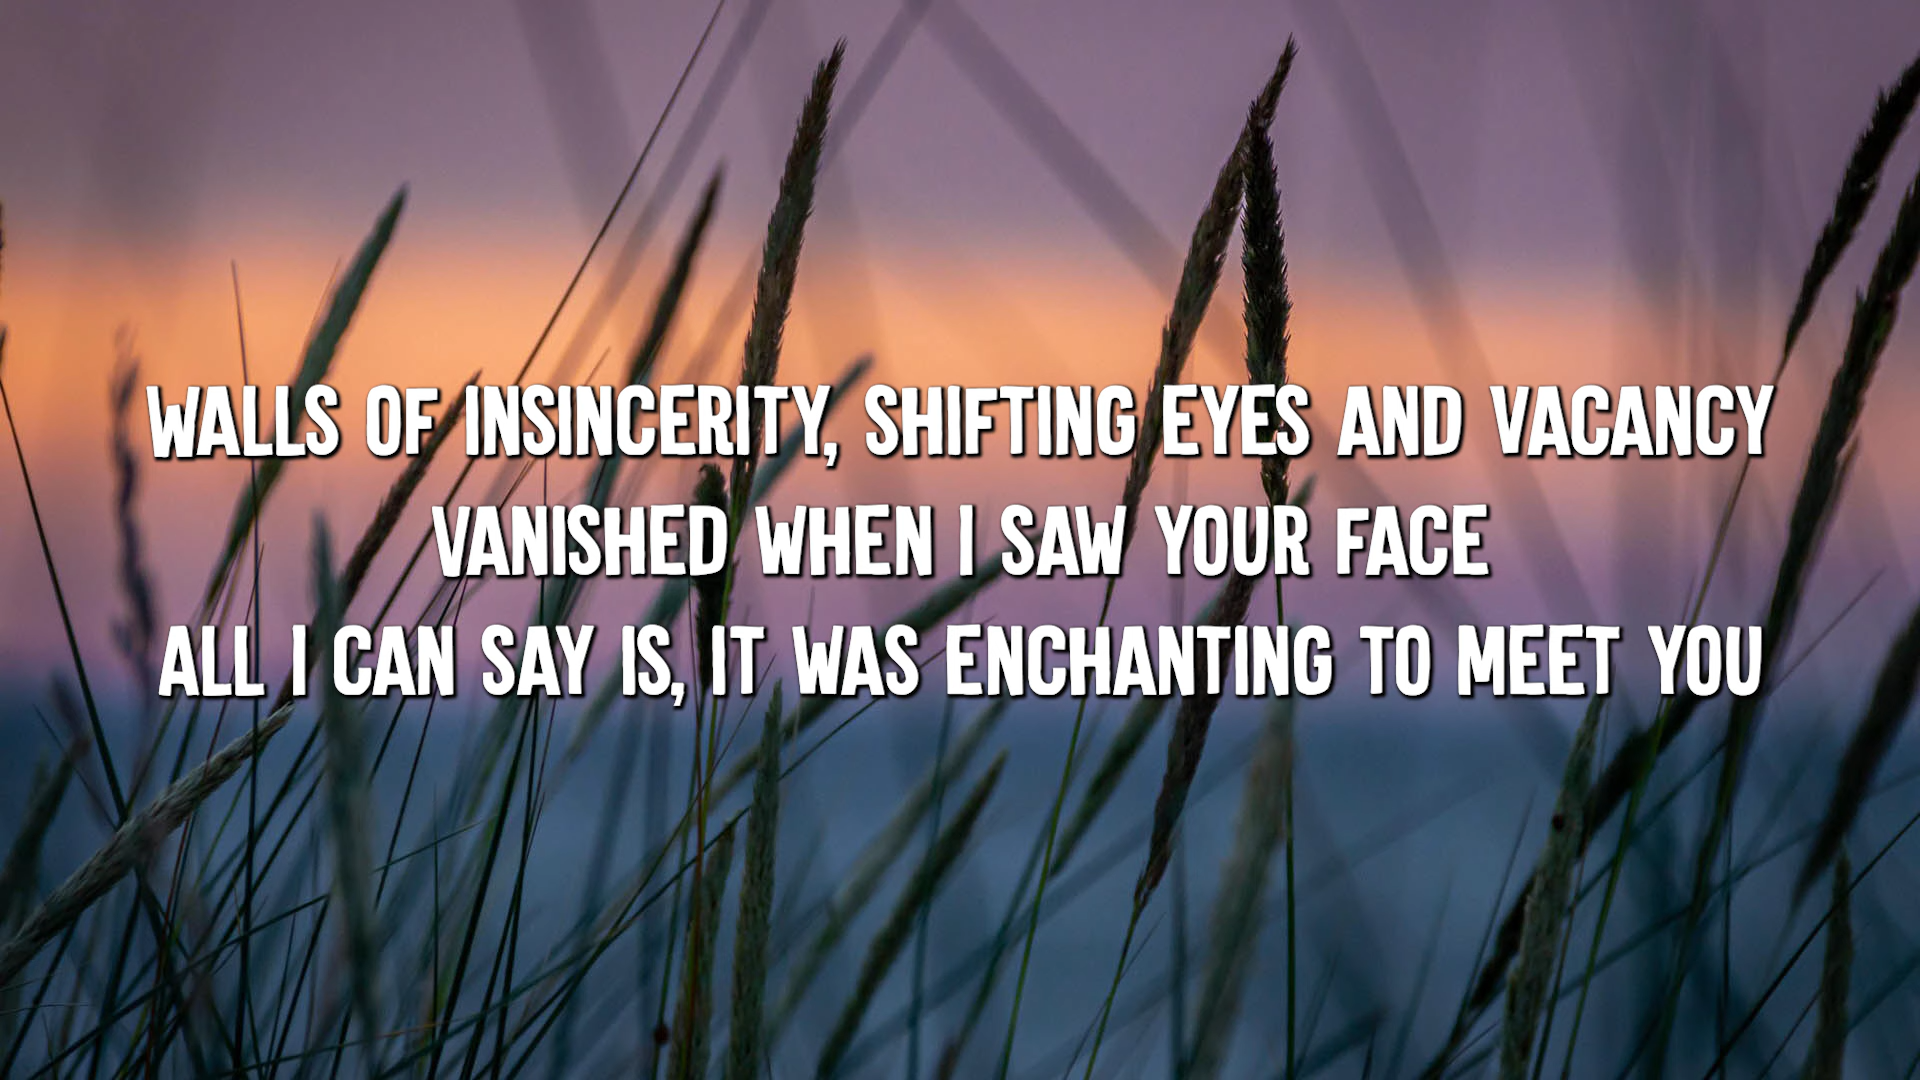 WALLS OF INSINCERITY, SHIFTING EYES AND VACANCY
VANISHED WHEN I SAW YOUR FACE
ALL I CAN SAY IS, IT WAS ENCHANTING TO MEET YOU